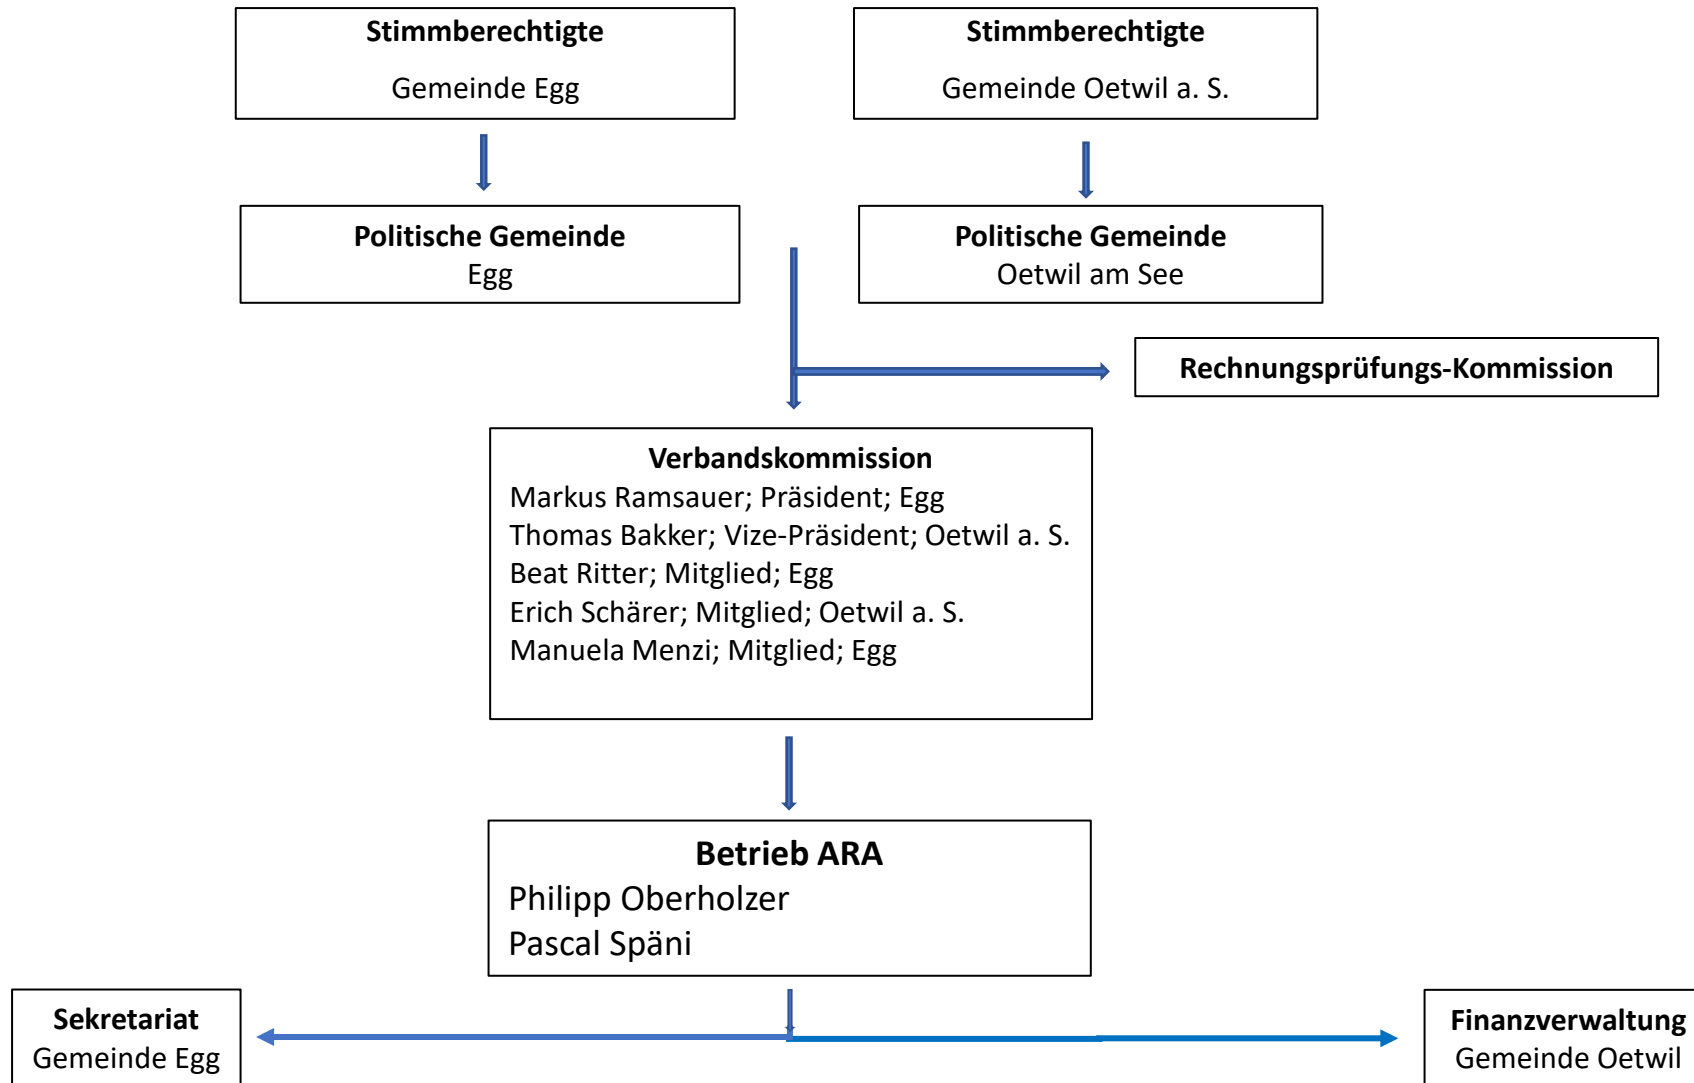 Stimmberechtigte
Gemeinde Egg
Stimmberechtigte
Gemeinde Oetwil a. S.
Politische Gemeinde
Egg
Politische Gemeinde
Oetwil am See
Rechnungsprüfungs-Kommission
Verbandskommission
Markus Ramsauer; Präsident; Egg
Thomas Bakker; Vize-Präsident; Oetwil a. S.
Beat Ritter; Mitglied; Egg
Erich Schärer; Mitglied; Oetwil a. S.
Manuela Menzi; Mitglied; Egg
Betrieb ARA
Philipp Oberholzer
Pascal Späni
Sekretariat
Gemeinde Egg
Finanzverwaltung
Gemeinde Oetwil